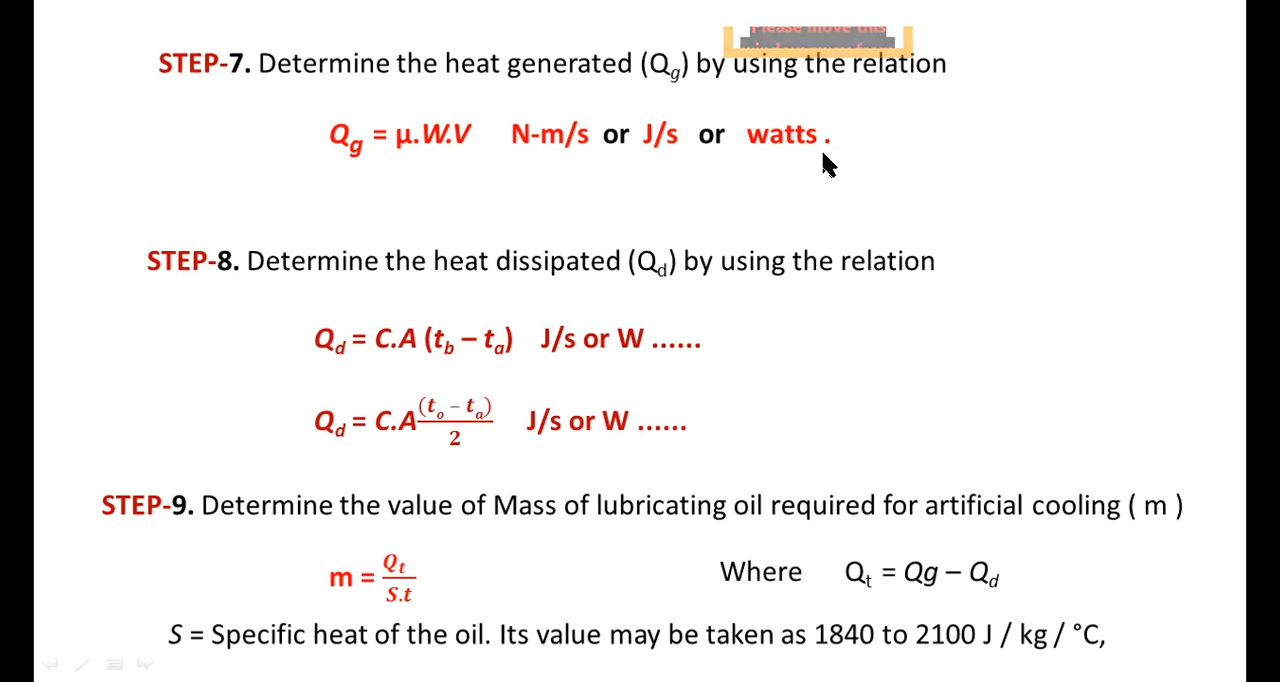 Please move this
STEP-7. Determine the heat generated (Qg) by using the relation
Qg = μ.W.V N-m/s or J/s or watts .
STEP-8. Determine the heat dissipated (Qd) by using the relation
Qd = C.A (tb – ta) J/s or W ......
Qd = C.A (to – ta)/2 J/s or W ......
STEP-9. Determine the value of Mass of lubricating oil required for artificial cooling ( m )
m = Qt/S.t Where Qt = Qg – Qd
S = Specific heat of the oil. Its value may be taken as 1840 to 2100 J / kg / °C,